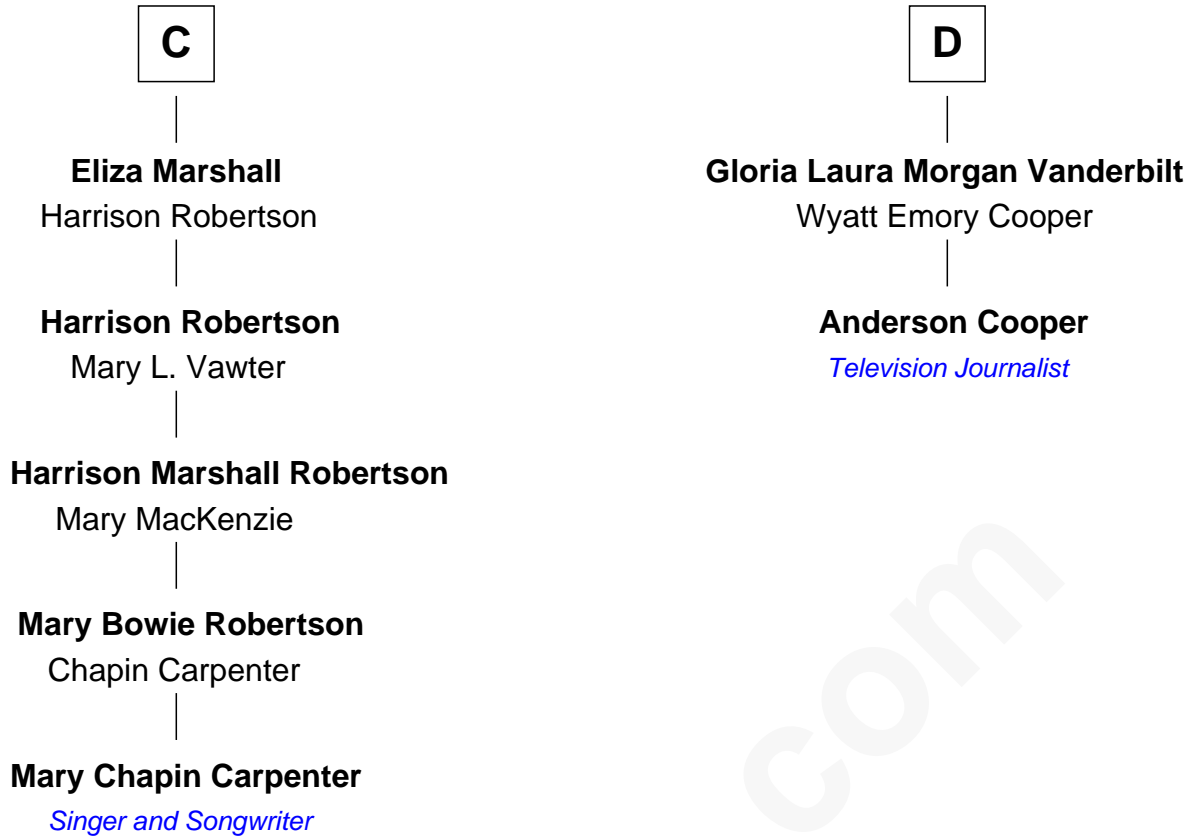 C
Eliza Marshall
Harrison Robertson
Harrison Robertson
Mary L. Vawter
Harrison Marshall Robertson
Mary MacKenzie
Mary Bowie Robertson
Chapin Carpenter
Mary Chapin Carpenter
Singer and Songwriter
D
Gloria Laura Morgan Vanderbilt
Wyatt Emory Cooper
Anderson Cooper
Television Journalist
com